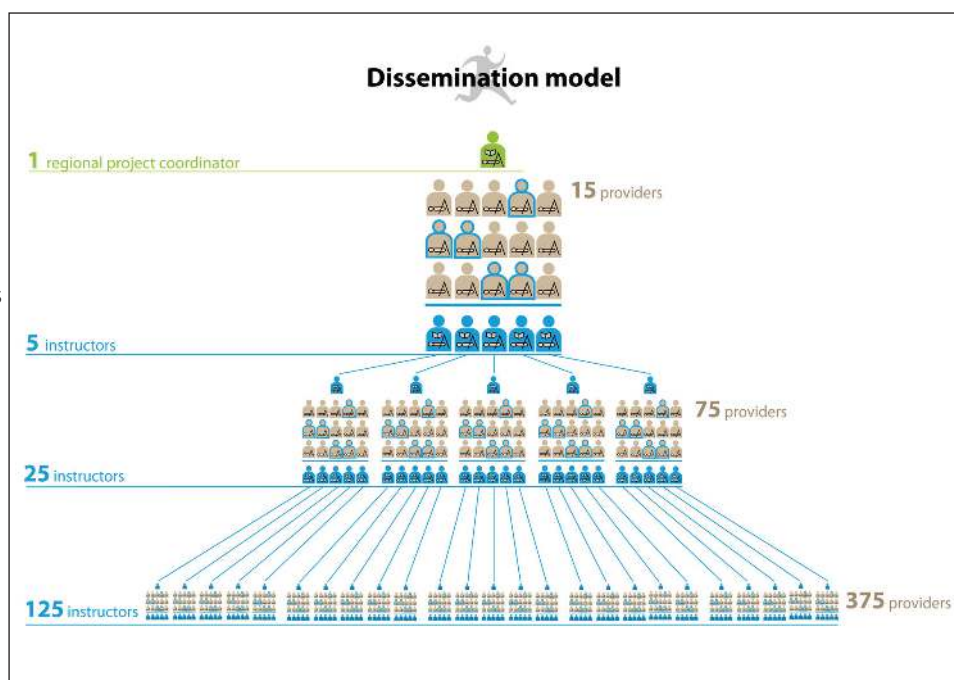 Dissemination model
1 regional project coordinator
15 providers
5 instructors
75 providers
25 instructors
125 instructors
375 providers